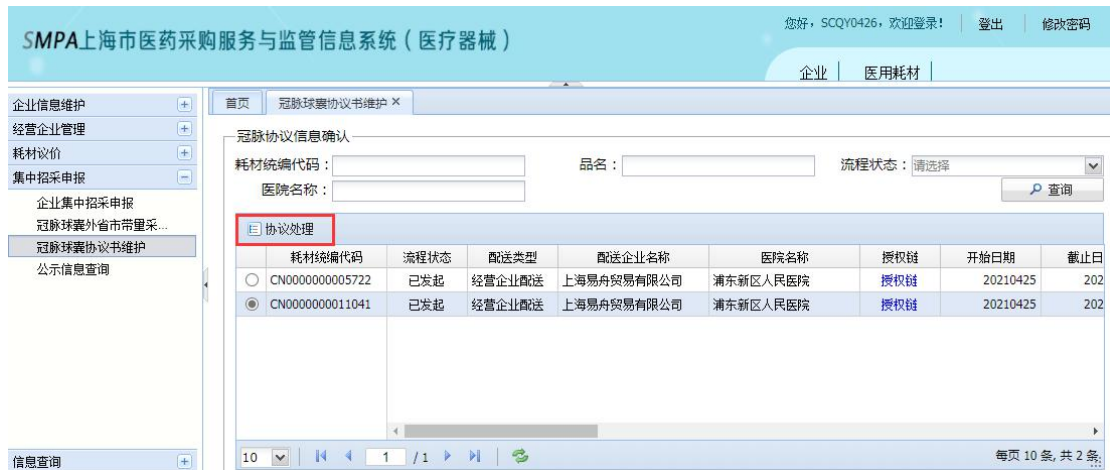 您好，SCQY0426，欢迎登录！ 登出 修改密码
SMPA上海市医药采购服务与监管信息系统（医疗器械）
企业 医用耗材
企业信息维护
经营企业管理
耗材议价
集中招采申报
企业集中招采申报
冠脉球囊外省市带量采...
冠脉球囊协议书维护
公示信息查询
信息查询
首页 冠脉球囊协议书维护 ×
冠脉协议信息确认
耗材统编代码： 品名： 流程状态：请选择
医院名称： 查询
协议处理
耗材统编代码 流程状态 配送类型 配送企业名称 医院名称 授权链 开始日期 截止日
CN0000000005722 已发起 经营企业配送 上海易舟贸易有限公司 浦东新区人民医院 授权链 20210425 202
CN0000000011041 已发起 经营企业配送 上海易舟贸易有限公司 浦东新区人民医院 授权链 20210425 202
10 1 /1 每页 10 条, 共 2 条